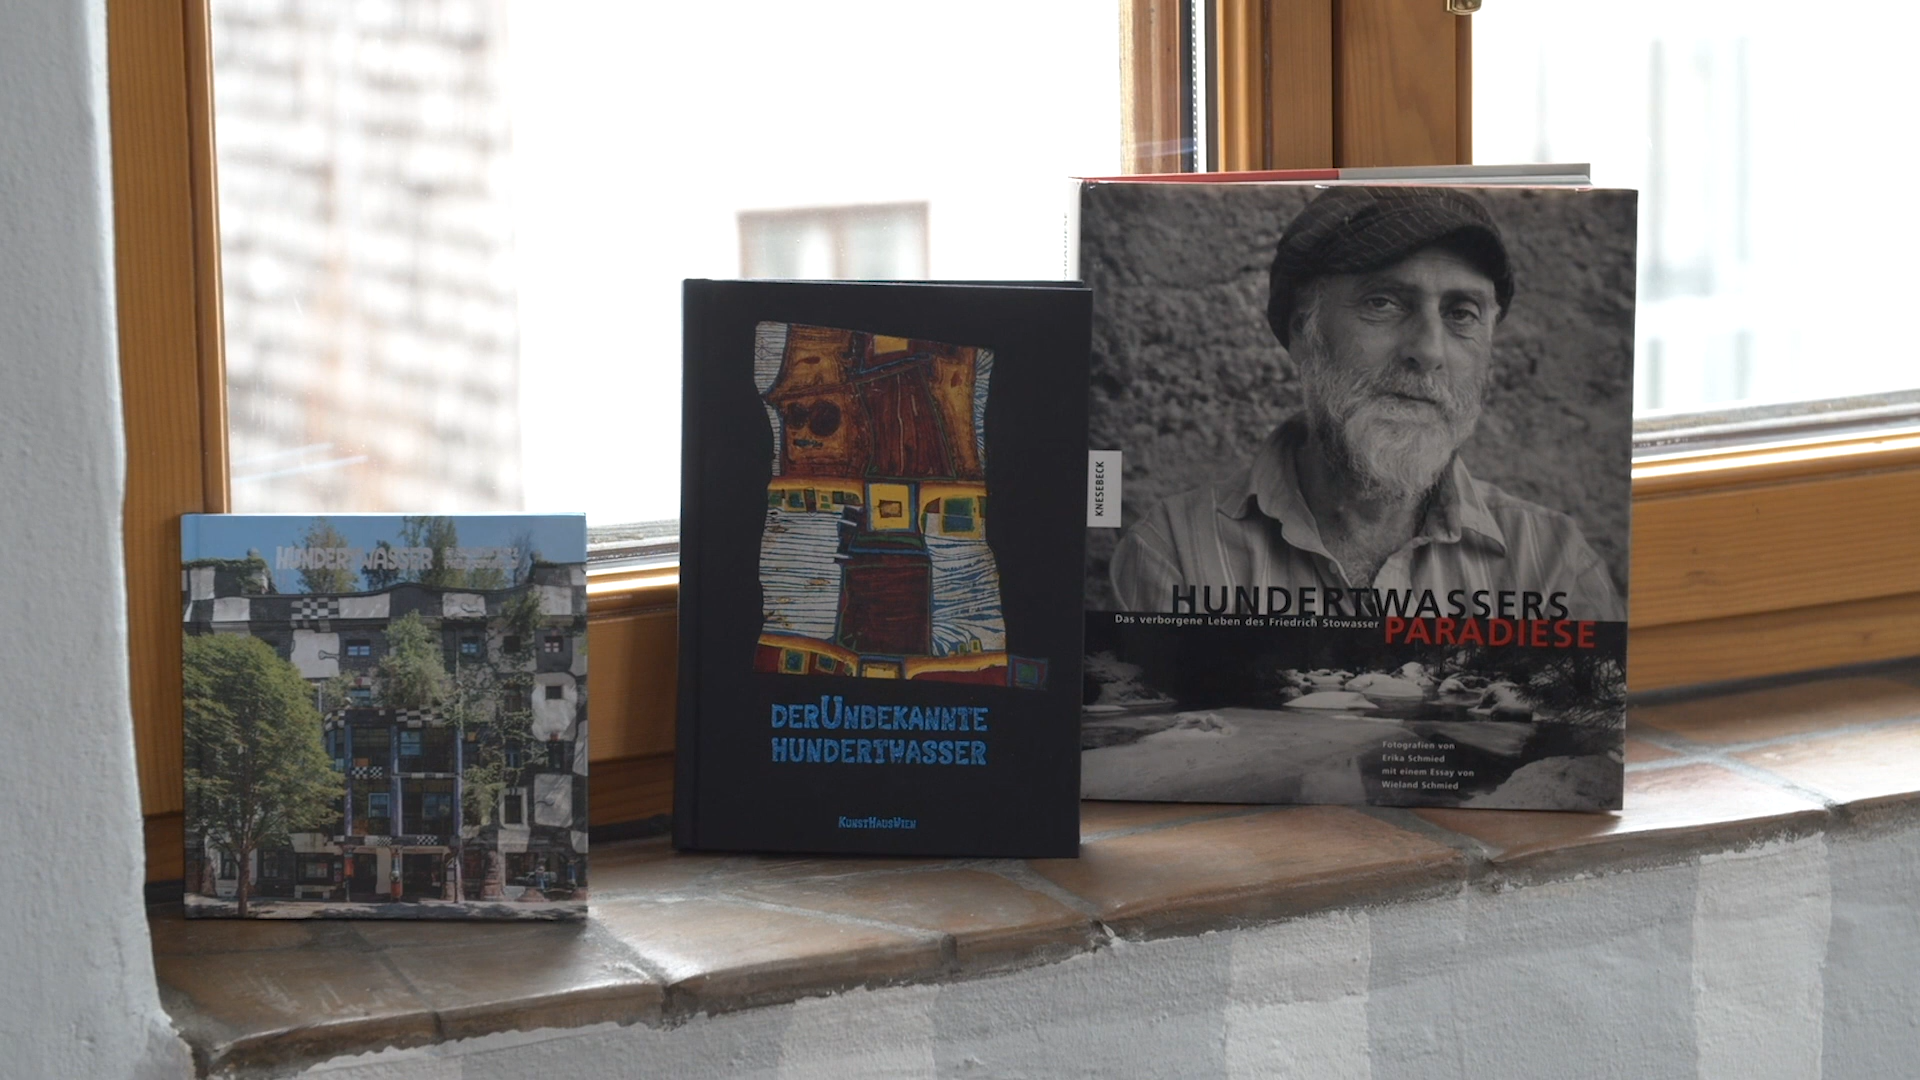 HUNDERTWASSER
DERUNBEKANNTE
HUNDERTWASSER
KUNSTHAUSWIEN
KNESEBECK
HUNDERTWASSERS
Das verborgene Leben des Friedrich Stowasser
PARADIESE
Fotografien von
Erika Schmied
mit einem Essay von
Wieland Schmied